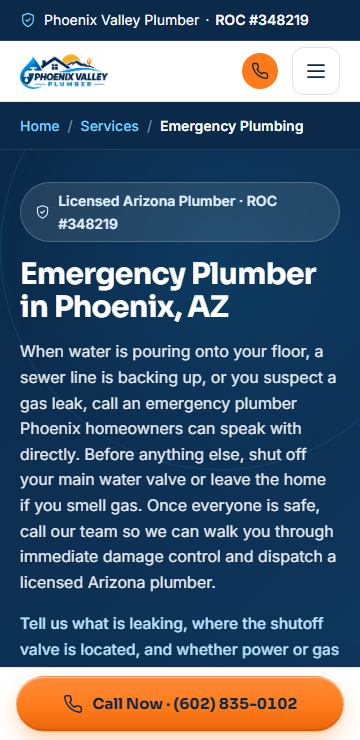 Phoenix Valley Plumber · ROC #348219
PHOENIX VALLEY
PLUMBER
Home / Services / Emergency Plumbing
Licensed Arizona Plumber · ROC
#348219
Emergency Plumber
in Phoenix, AZ
When water is pouring onto your floor, a
sewer line is backing up, or you suspect a
gas leak, call an emergency plumber
Phoenix homeowners can speak with
directly. Before anything else, shut off
your main water valve or leave the home
if you smell gas. Once everyone is safe,
call our team so we can walk you through
immediate damage control and dispatch a
licensed Arizona plumber.
Tell us what is leaking, where the shutoff
valve is located, and whether power or gas
Call Now · (602) 835-0102